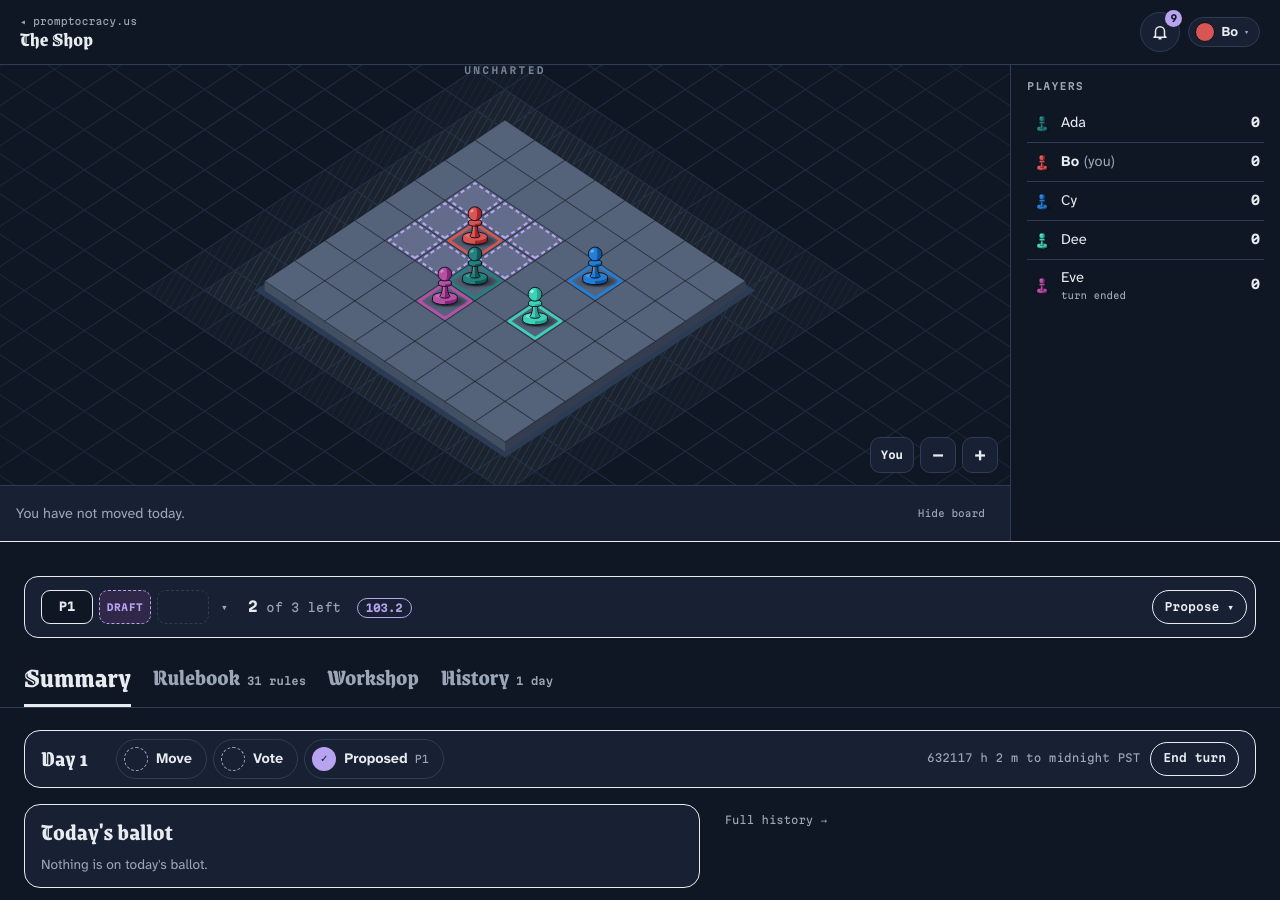 ◂ promptocracy.us
The Shop
9
Bo ▾
UNCHARTED
You − +
You have not moved today.
Hide board
PLAYERS
Ada 0
Bo (you) 0
Cy 0
Dee 0
Eve 0
turn ended
P1 DRAFT ▾ 2 of 3 left 103.2 Propose ▾
Summary Rulebook 31 rules Workshop History 1 day
Day 1 Move Vote ✓ Proposed P1 632117 h 2 m to midnight PST End turn
Today's ballot
Nothing is on today's ballot.
Full history →